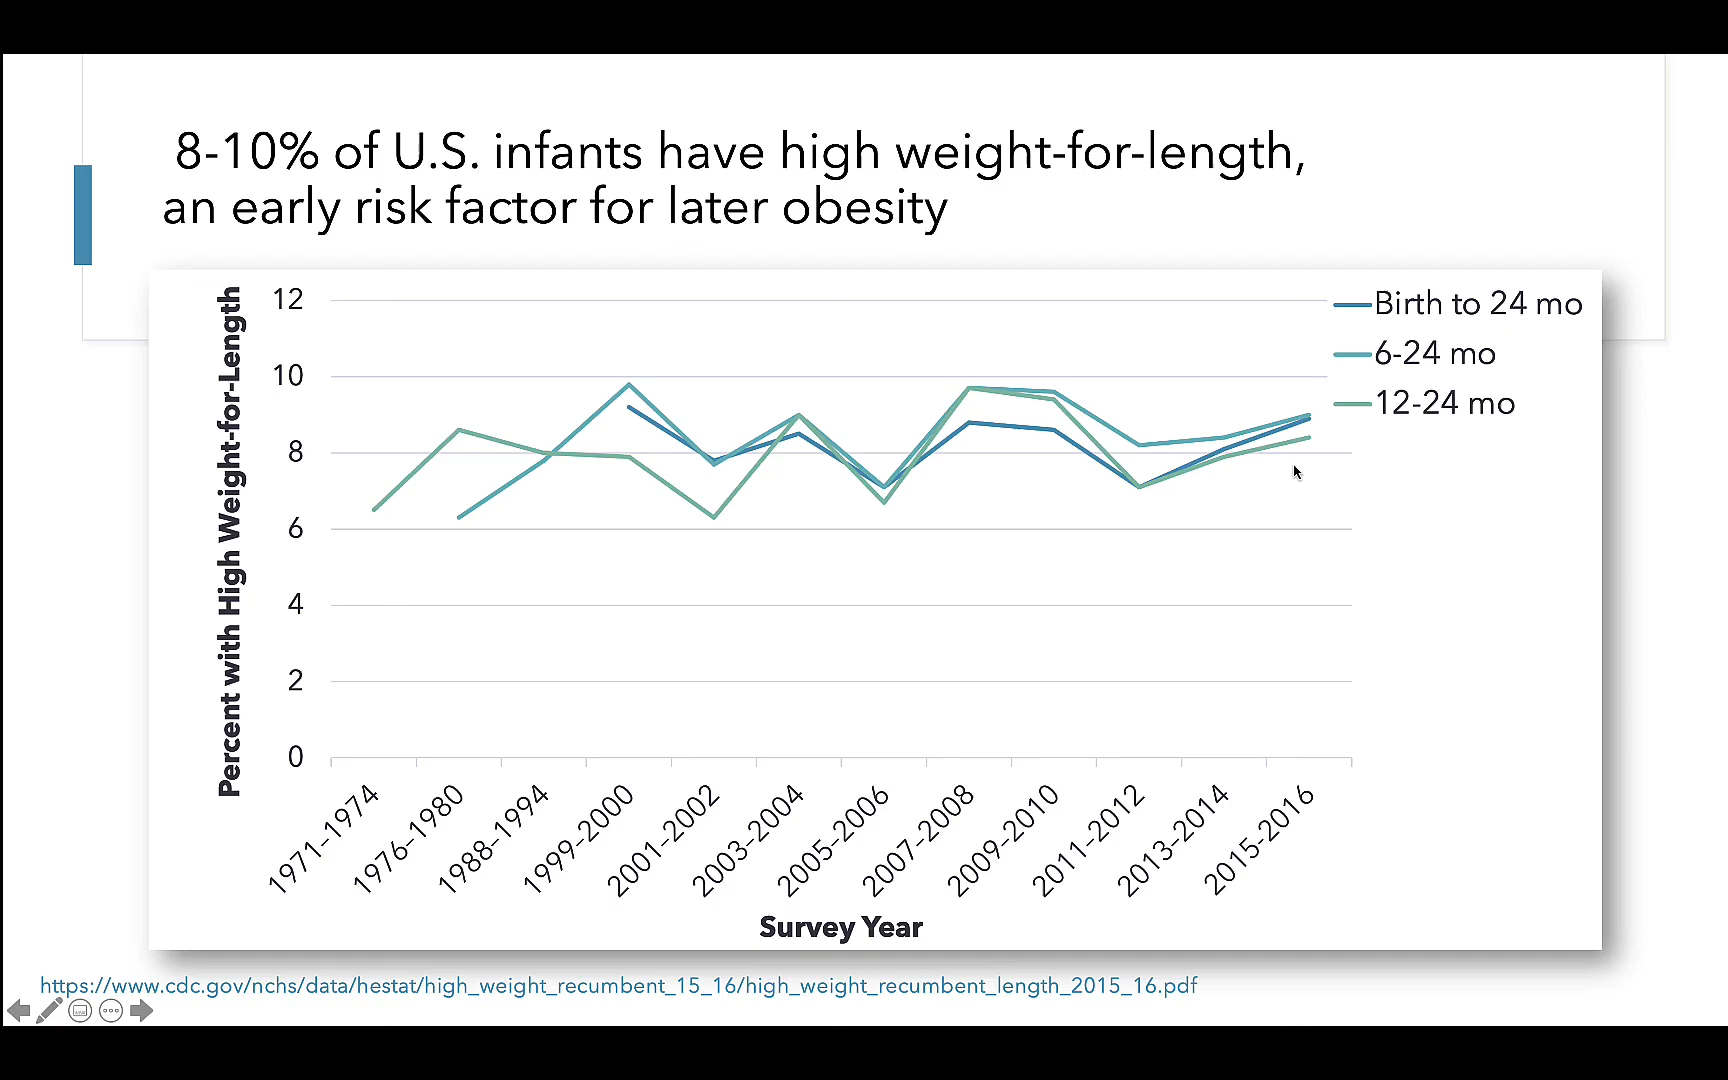 8-10% of U.S. infants have high weight-for-length,
an early risk factor for later obesity
Percent with High Weight-for-Length
12
10
8
6
4
2
0
Birth to 24 mo
6-24 mo
12-24 mo
1971-1974
1976-1980
1988-1994
1999-2000
2001-2002
2003-2004
2005-2006
2007-2008
2009-2010
2011-2012
2013-2014
2015-2016
Survey Year
https://www.cdc.gov/nchs/data/hestat/high_weight_recumbent_15_16/high_weight_recumbent_length_2015_16.pdf